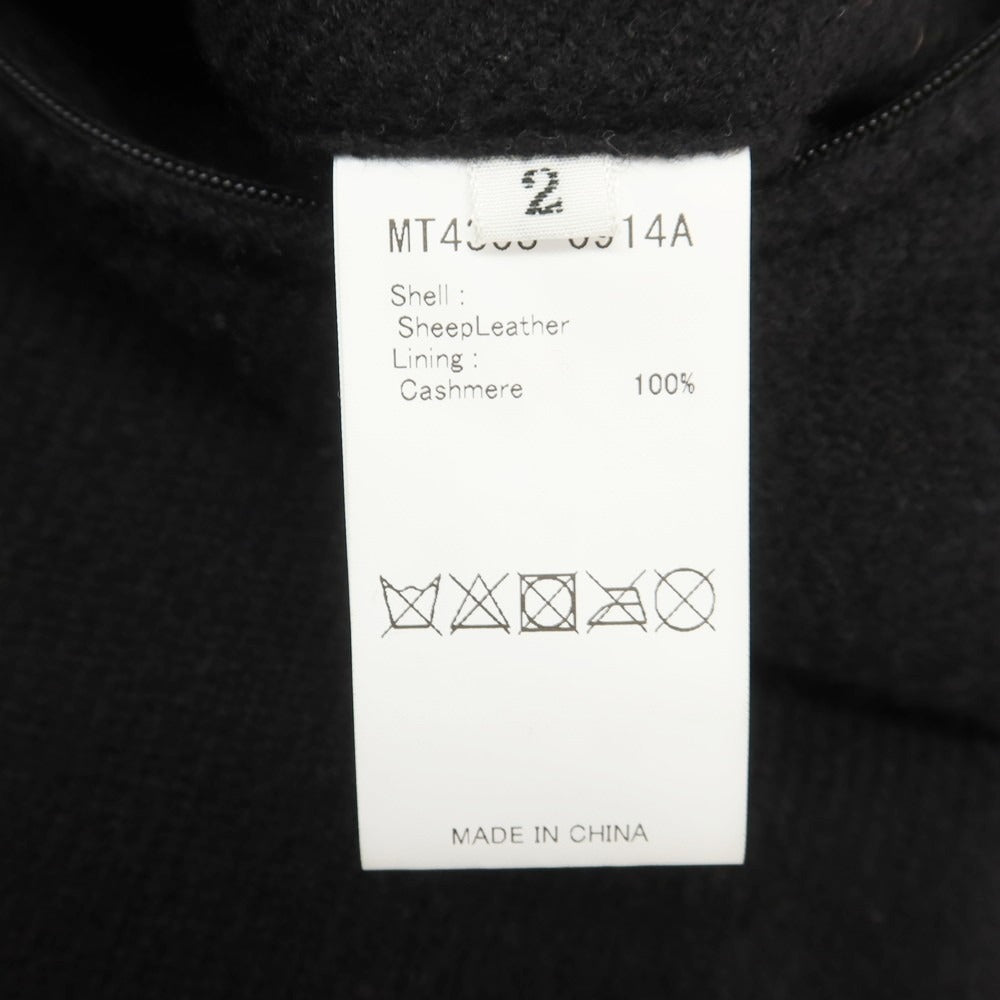 2
Shell :
SheepLeather
Lining :
Cashmere 100%
MADE IN CHINA